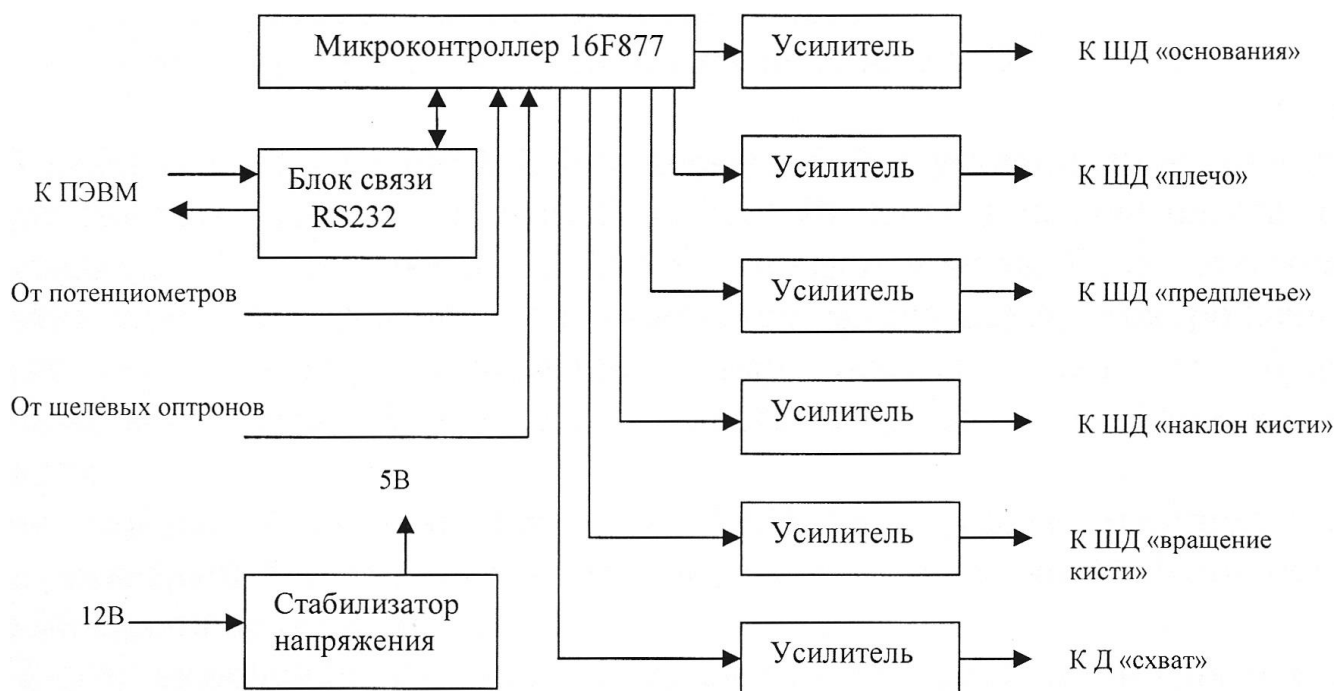 Микроконтроллер 16F877
Усилитель
К ШД «основания»
Усилитель
К ШД «плечо»
Блок связи
RS232
К ПЭВМ
Усилитель
К ШД «предплечье»
От потенциометров
Усилитель
К ШД «наклон кисти»
От щелевых оптронов
5В
Усилитель
К ШД «вращение
кисти»
Стабилизатор
напряжения
12В
Усилитель
К Д «схват»